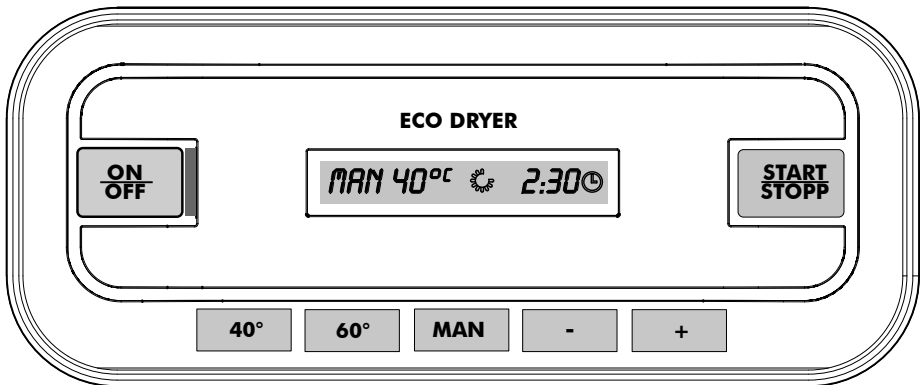 ECO DRYER
ON
OFF
MAN 40°C 2:30
START
STOPP
40° 60° MAN - +